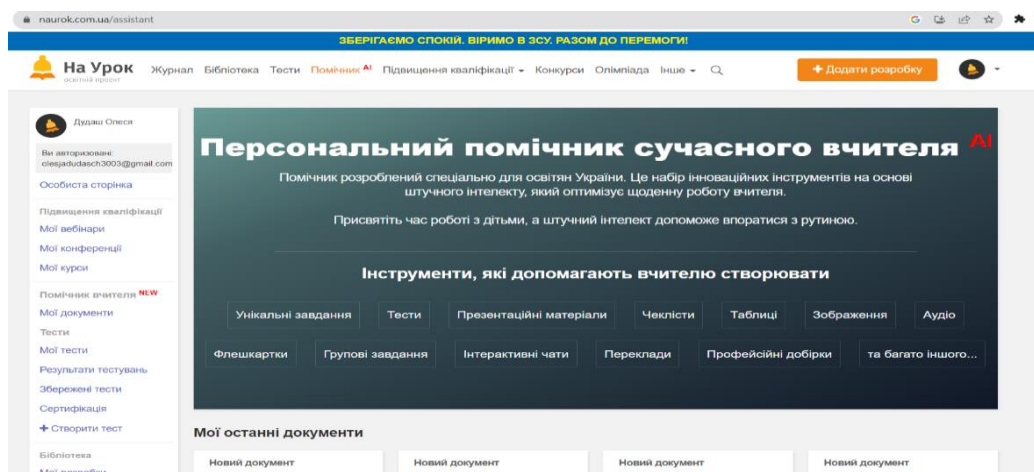 naurok.com.ua/assistant
ЗБЕРІГАЄМО СПОКІЙ. ВІРИМО В ЗСУ. РАЗОМ ДО ПЕРЕМОГИ!
На Урок
освітній проект
Журнал Бібліотека Тести Помічник AI Підвищення кваліфікації Конкурси Олімпіада Інше
+ Додати розробку
Дудаш Олеся
Ви авторизовані:
olesjadudasch3003@gmail.com
Особиста сторінка
Підвищення кваліфікації
Мої вебінари
Мої конференції
Мої курси
Помічник вчителя NEW
Мої документи
Тести
Мої тести
Результати тестувань
Збережені тести
Сертифікація
+ Створити тест
Бібліотека
Мої розробки
Персональний помічник сучасного вчителя AI
Помічник розроблений спеціально для освітян України. Це набір інноваційних інструментів на основі
штучного інтелекту, який оптимізує щоденну роботу вчителя.
Присвятіть час роботі з дітьми, а штучний інтелект допоможе впоратися з рутиною.
Інструменти, які допомагають вчителю створювати
Унікальні завдання Тести Презентаційні матеріали Чеклісти Таблиці Зображення Аудіо
Флешкартки Групові завдання Інтерактивні чати Переклади Професійні добірки та багато іншого...
Мої останні документи
Новий документ Новий документ Новий документ Новий документ